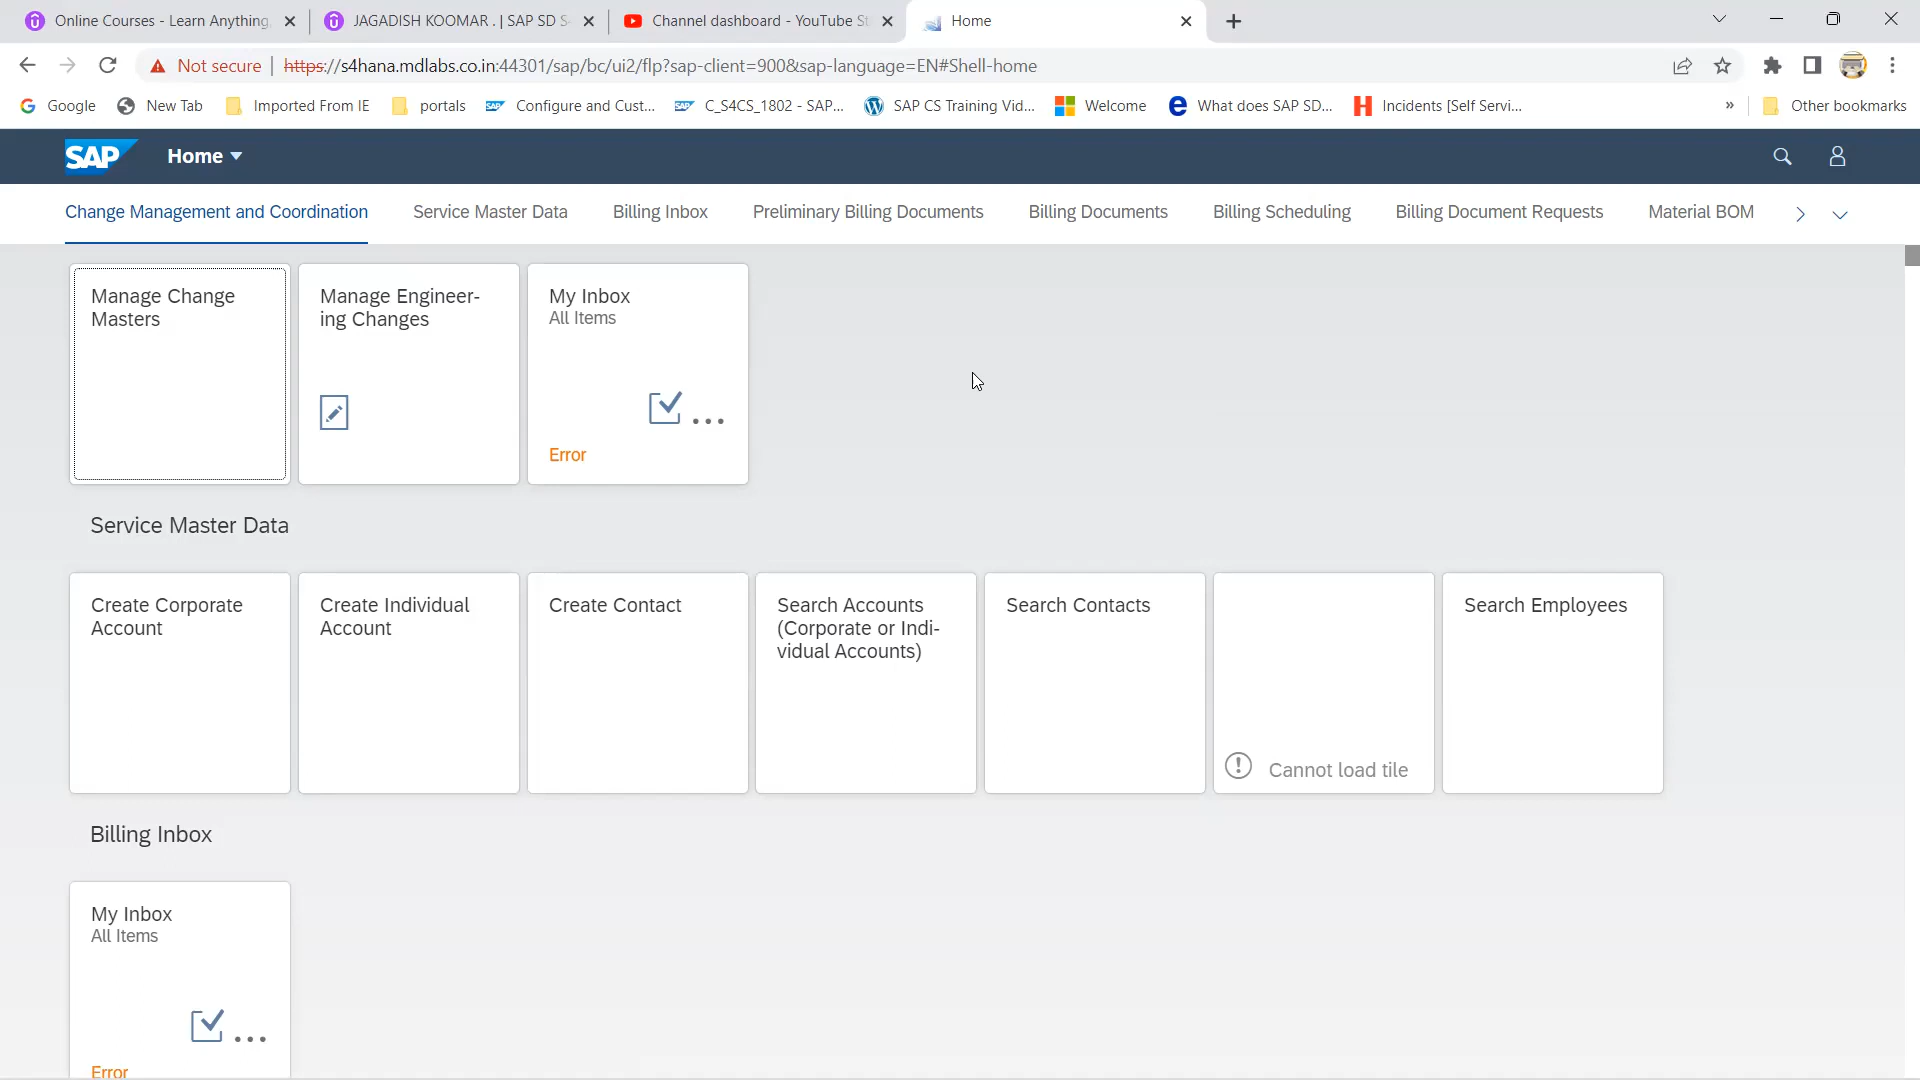 Online Courses - Learn Anything,
JAGADISH KOOMAR . | SAP SD S
Channel dashboard - YouTube St
Home
Not secure
https://s4hana.mdlabs.co.in:44301/sap/bc/ui2/flp?sap-client=900&sap-language=EN#Shell-home
Google
New Tab
Imported From IE
portals
Configure and Cust...
C_S4CS_1802 - SAP...
SAP CS Training Vid...
Welcome
What does SAP SD...
Incidents [Self Servi...
»
Other bookmarks
SAP
Home
Change Management and Coordination
Service Master Data
Billing Inbox
Preliminary Billing Documents
Billing Documents
Billing Scheduling
Billing Document Requests
Material BOM
Manage Change
Masters
Manage Engineer-
ing Changes
My Inbox
All Items
...
Error
Service Master Data
Create Corporate
Account
Create Individual
Account
Create Contact
Search Accounts
(Corporate or Indi-
vidual Accounts)
Search Contacts
Cannot load tile
Search Employees
Billing Inbox
My Inbox
All Items
...
Error